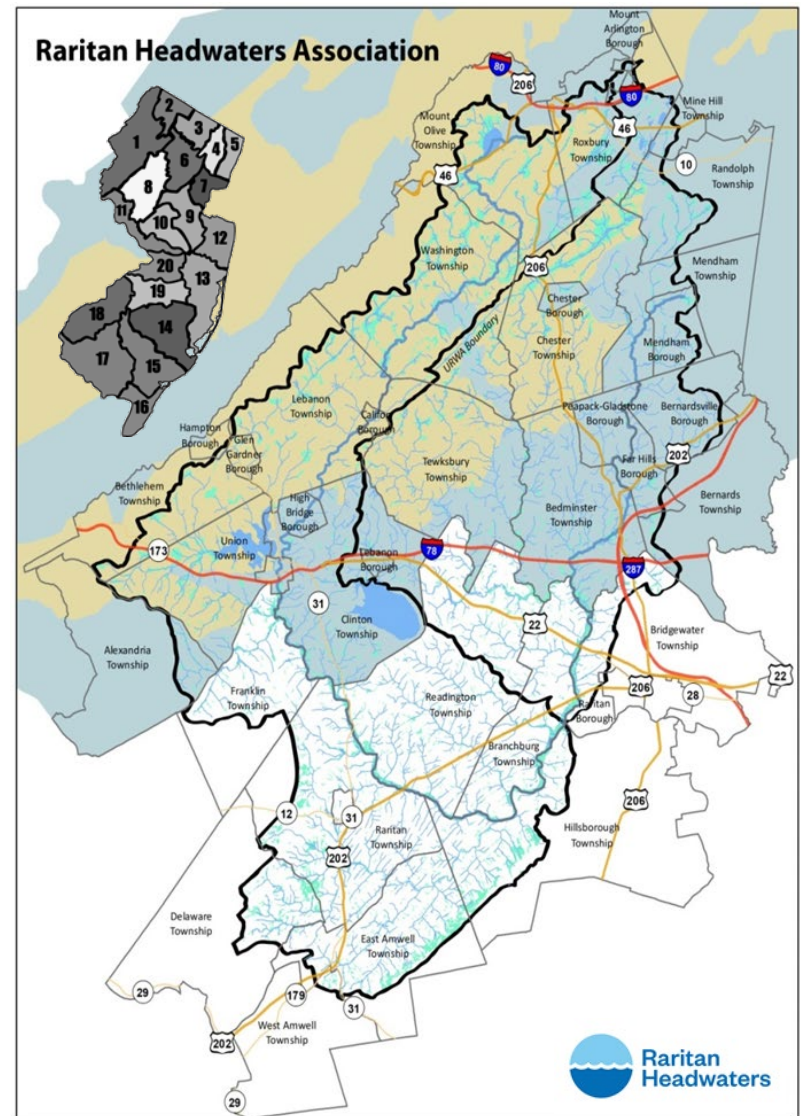 Raritan Headwaters Association
Mount
Arlington
Borough
80
206
80
Mine Hill
Township
Mount
Olive
Township
46
Roxbury
Township
46
10
Randolph
Township
1
2
3
4
5
6
7
8
9
10
11
12
13
14
15
16
17
18
19
20
Washington
Township
206
Mendham
Township
Chester
Borough
URWA Boundary
Chester
Township
Mendham
Borough
Lebanon
Township
Califon
Borough
Peapack-Gladstone
Borough
Bernardsville
Borough
Hampton
Borough
Glen
Gardner
Borough
202
Tewksbury
Township
Far Hills
Borough
Bethlehem
Township
High
Bridge
Borough
Bedminster
Township
Bernards
Township
173
Union
Township
Lebanon
Borough
78
287
31
Clinton
Township
22
Bridgewater
Township
Alexandria
Township
Franklin
Township
Readington
Township
206
28
22
Raritan
Borough
Branchburg
Township
206
12
31
Raritan
Township
Hillsborough
Township
202
Delaware
Township
East Amwell
Township
29
179
31
West Amwell
Township
202
29
Raritan
Headwaters